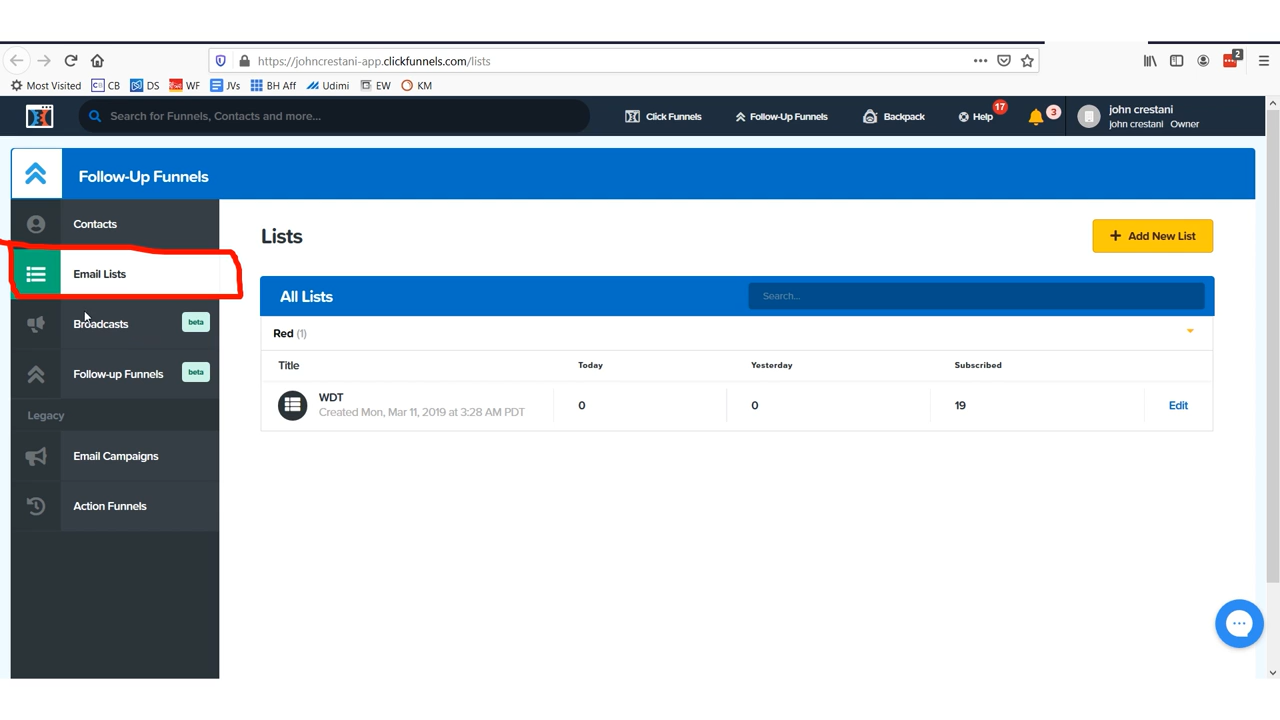 https://johncrestani-app.clickfunnels.com/lists
2
Most Visited CB DS WF JVs BH Aff Udimi EW KM
Search for Funnels, Contacts and more...
Click Funnels Follow-Up Funnels Backpack Help 17 3
john crestani
john crestani Owner
Follow-Up Funnels
Contacts
Email Lists
Broadcasts beta
Follow-up Funnels beta
Legacy
Email Campaigns
Action Funnels
Lists
+ Add New List
All Lists Search...
Red (1)
Title Today Yesterday Subscribed
WDT 0 0 19 Edit
Created Mon, Mar 11, 2019 at 3:28 AM PDT